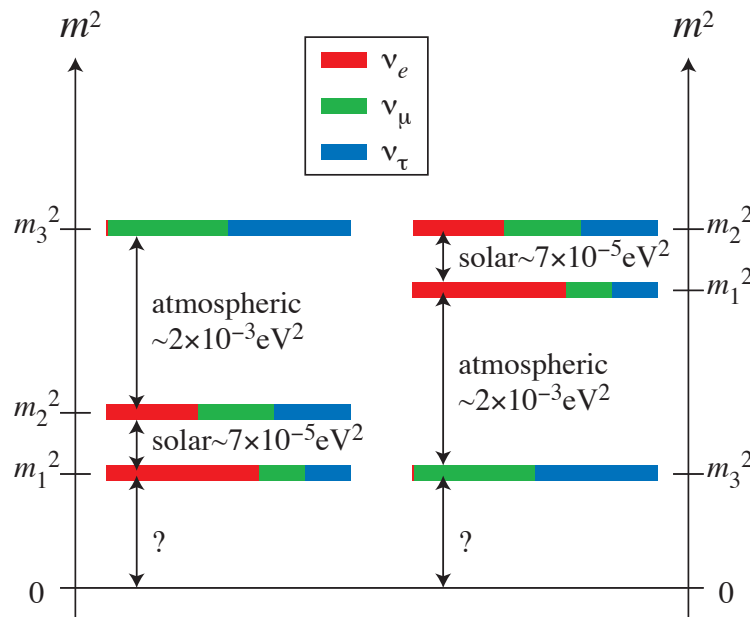 m² m²
νₑ
ν_μ
ν_τ
m₃² m₂²
solar~7×10⁻⁵eV²
m₁²
atmospheric
~2×10⁻³eV²
atmospheric
~2×10⁻³eV²
m₂²
solar~7×10⁻⁵eV²
m₁² m₃²
? ?
0 0